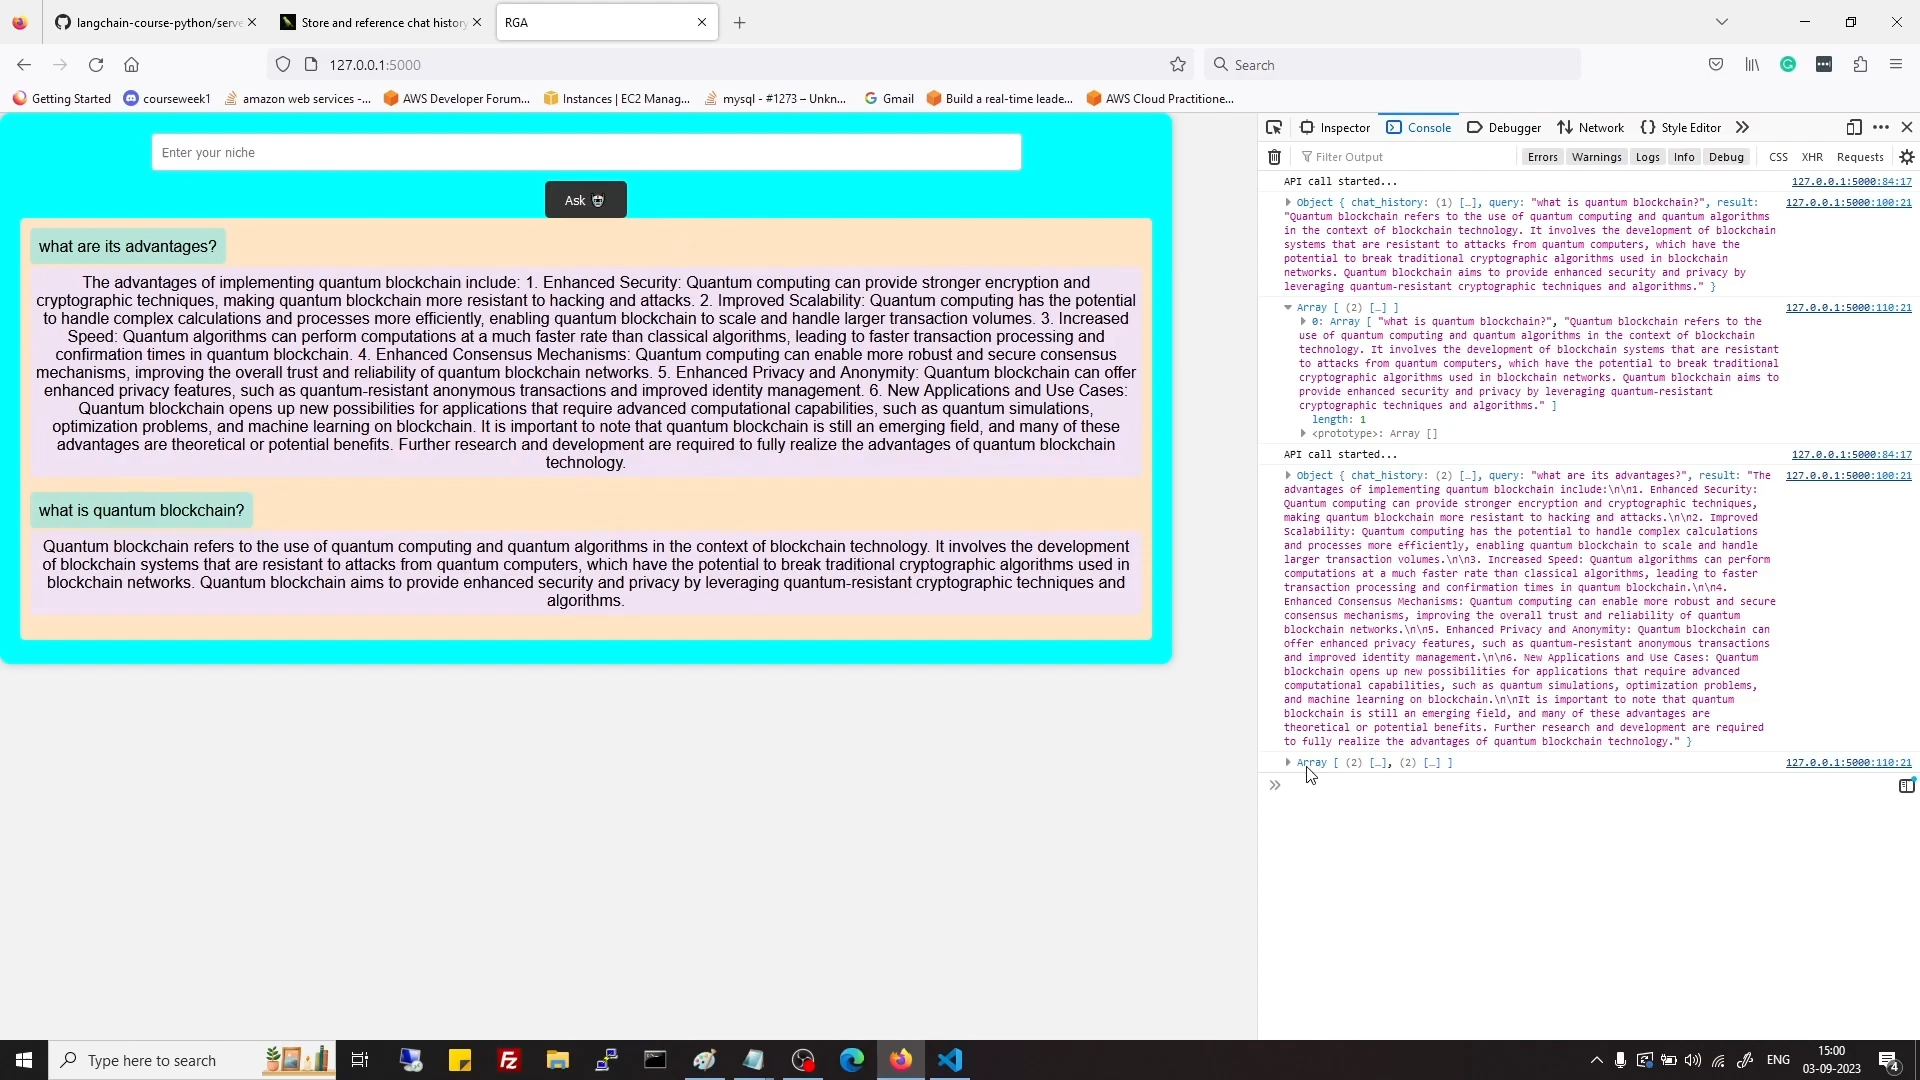 langchain-course-python/serve
Store and reference chat history
RGA
127.0.0.1:5000
Search
Getting Started
courseweek1
amazon web services -...
AWS Developer Forum...
Instances | EC2 Manag...
mysql - #1273 – Unkn...
Gmail
Build a real-time leade...
AWS Cloud Practitione...
Enter your niche
Ask
what are its advantages?
The advantages of implementing quantum blockchain include: 1. Enhanced Security: Quantum computing can provide stronger encryption and
cryptographic techniques, making quantum blockchain more resistant to hacking and attacks. 2. Improved Scalability: Quantum computing has the potential
to handle complex calculations and processes more efficiently, enabling quantum blockchain to scale and handle larger transaction volumes. 3. Increased
Speed: Quantum algorithms can perform computations at a much faster rate than classical algorithms, leading to faster transaction processing and
confirmation times in quantum blockchain. 4. Enhanced Consensus Mechanisms: Quantum computing can enable more robust and secure consensus
mechanisms, improving the overall trust and reliability of quantum blockchain networks. 5. Enhanced Privacy and Anonymity: Quantum blockchain can offer
enhanced privacy features, such as quantum-resistant anonymous transactions and improved identity management. 6. New Applications and Use Cases:
Quantum blockchain opens up new possibilities for applications that require advanced computational capabilities, such as quantum simulations,
optimization problems, and machine learning on blockchain. It is important to note that quantum blockchain is still an emerging field, and many of these
advantages are theoretical or potential benefits. Further research and development are required to fully realize the advantages of quantum blockchain
technology.
what is quantum blockchain?
Quantum blockchain refers to the use of quantum computing and quantum algorithms in the context of blockchain technology. It involves the development
of blockchain systems that are resistant to attacks from quantum computers, which have the potential to break traditional cryptographic algorithms used in
blockchain networks. Quantum blockchain aims to provide enhanced security and privacy by leveraging quantum-resistant cryptographic techniques and
algorithms.
Inspector
Console
Debugger
Network
{} Style Editor
Filter Output
Errors
Warnings
Logs
Info
Debug
CSS
XHR
Requests
API call started... 127.0.0.1:5000:84:17
Object { chat_history: (1) […], query: "what is quantum blockchain?", result: 127.0.0.1:5000:100:21
"Quantum blockchain refers to the use of quantum computing and quantum algorithms
in the context of blockchain technology. It involves the development of blockchain
systems that are resistant to attacks from quantum computers, which have the
potential to break traditional cryptographic algorithms used in blockchain
networks. Quantum blockchain aims to provide enhanced security and privacy by
leveraging quantum-resistant cryptographic techniques and algorithms." }
Array [ (2) […] ] 127.0.0.1:5000:110:21
0: Array [ "what is quantum blockchain?", "Quantum blockchain refers to the
use of quantum computing and quantum algorithms in the context of blockchain
technology. It involves the development of blockchain systems that are resistant
to attacks from quantum computers, which have the potential to break traditional
cryptographic algorithms used in blockchain networks. Quantum blockchain aims to
provide enhanced security and privacy by leveraging quantum-resistant
cryptographic techniques and algorithms." ]
length: 1
<prototype>: Array []
API call started... 127.0.0.1:5000:84:17
Object { chat_history: (2) […], query: "what are its advantages?", result: "The 127.0.0.1:5000:100:21
advantages of implementing quantum blockchain include:\n\n1. Enhanced Security:
Quantum computing can provide stronger encryption and cryptographic techniques,
making quantum blockchain more resistant to hacking and attacks.\n\n2. Improved
Scalability: Quantum computing has the potential to handle complex calculations
and processes more efficiently, enabling quantum blockchain to scale and handle
larger transaction volumes.\n\n3. Increased Speed: Quantum algorithms can perform
computations at a much faster rate than classical algorithms, leading to faster
transaction processing and confirmation times in quantum blockchain.\n\n4.
Enhanced Consensus Mechanisms: Quantum computing can enable more robust and secure
consensus mechanisms, improving the overall trust and reliability of quantum
blockchain networks.\n\n5. Enhanced Privacy and Anonymity: Quantum blockchain can
offer enhanced privacy features, such as quantum-resistant anonymous transactions
and improved identity management.\n\n6. New Applications and Use Cases: Quantum
blockchain opens up new possibilities for applications that require advanced
computational capabilities, such as quantum simulations, optimization problems,
and machine learning on blockchain.\n\nIt is important to note that quantum
blockchain is still an emerging field, and many of these advantages are
theoretical or potential benefits. Further research and development are required
to fully realize the advantages of quantum blockchain technology." }
Array [ (2) […], (2) […] ] 127.0.0.1:5000:110:21
Type here to search
ENG
15:00
03-09-2023
4